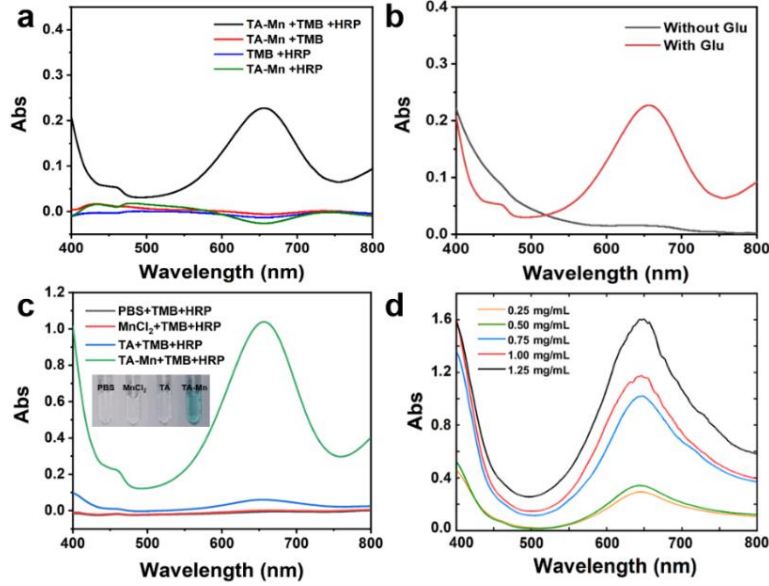 a
TA-Mn +TMB +HRP
TA-Mn +TMB
TMB +HRP
TA-Mn +HRP
Abs
0.4
0.3
0.2
0.1
0.0
400 500 600 700 800
Wavelength (nm)
b
Without Glu
With Glu
Abs
0.4
0.3
0.2
0.1
0.0
400 500 600 700 800
Wavelength (nm)
c
PBS+TMB+HRP
MnCl₂+TMB+HRP
TA+TMB+HRP
TA-Mn+TMB+HRP
PBS MnCl₂ TA TA-Mn
Abs
1.2
1.0
0.8
0.6
0.4
0.2
0.0
400 500 600 700 800
Wavelength (nm)
d
0.25 mg/mL
0.50 mg/mL
0.75 mg/mL
1.00 mg/mL
1.25 mg/mL
Abs
1.6
1.2
0.8
0.4
0.0
400 500 600 700 800
Wavelength (nm)